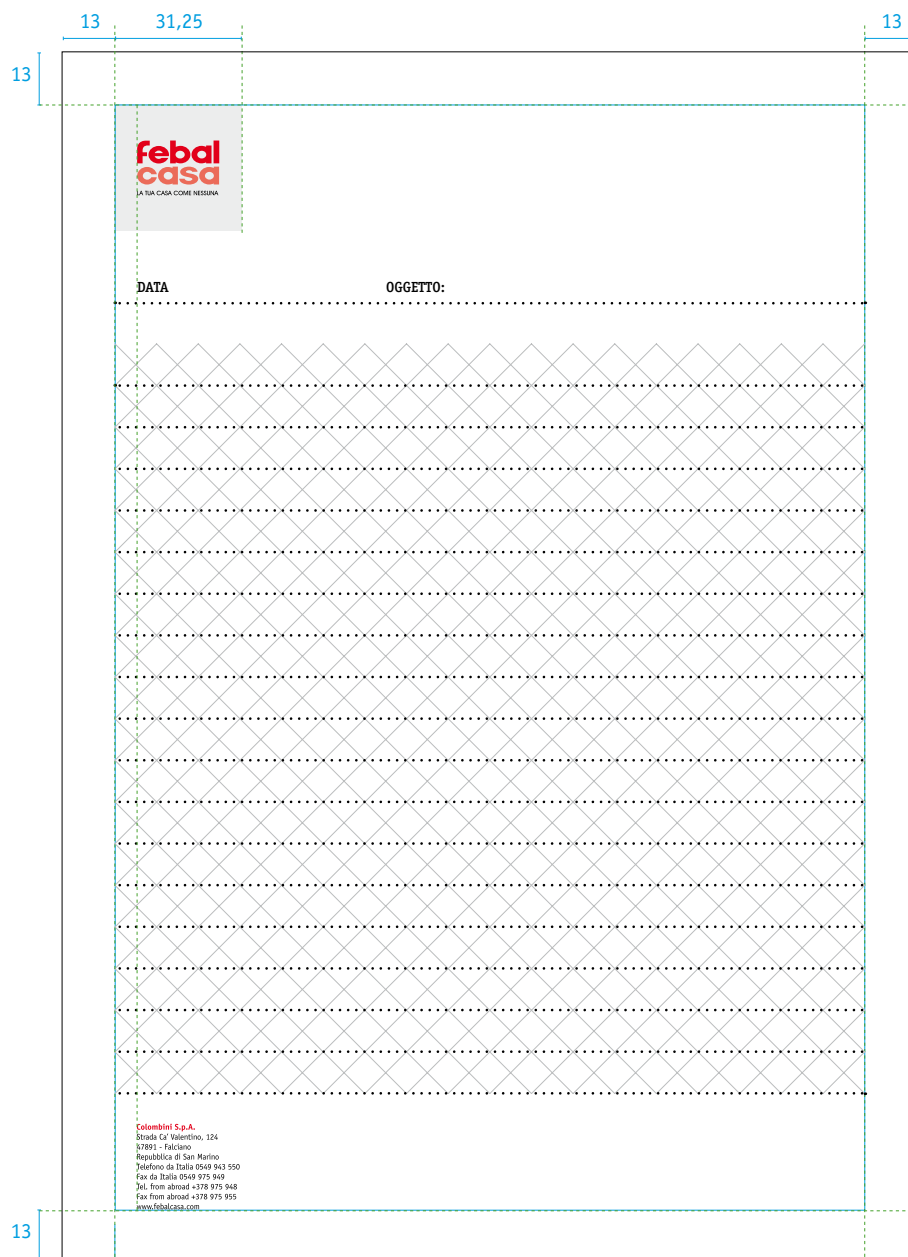 13 31,25 13
13
febal
casa
LA TUA CASA COME NESSUNA
DATA OGGETTO:
Colombini S.p.A.
Strada Ca' Valentino, 124
47891 - Falciano
Repubblica di San Marino
Telefono da Italia 0549 943 550
Fax da Italia 0549 975 949
Tel. from abroad +378 975 948
Fax from abroad +378 975 955
www.febalcasa.com
13